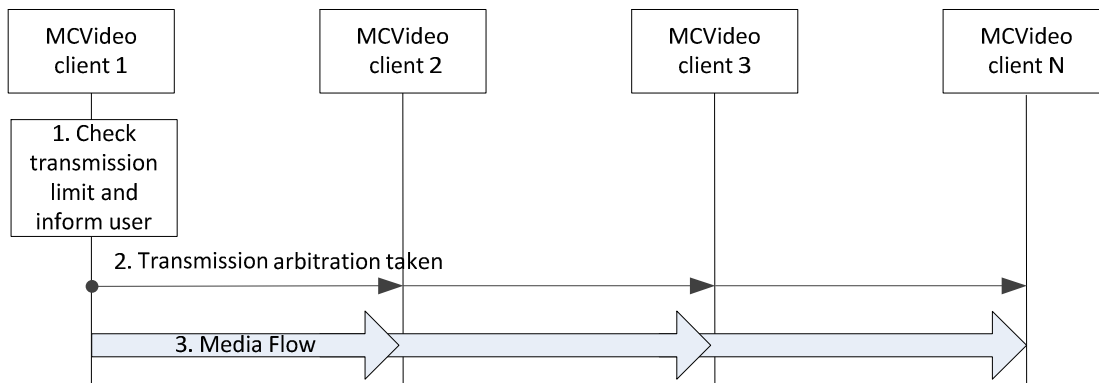 MCVideo
client 1
MCVideo
client 2
MCVideo
client 3
MCVideo
client N
1. Check
transmission
limit and
inform user
2. Transmission arbitration taken
3. Media Flow